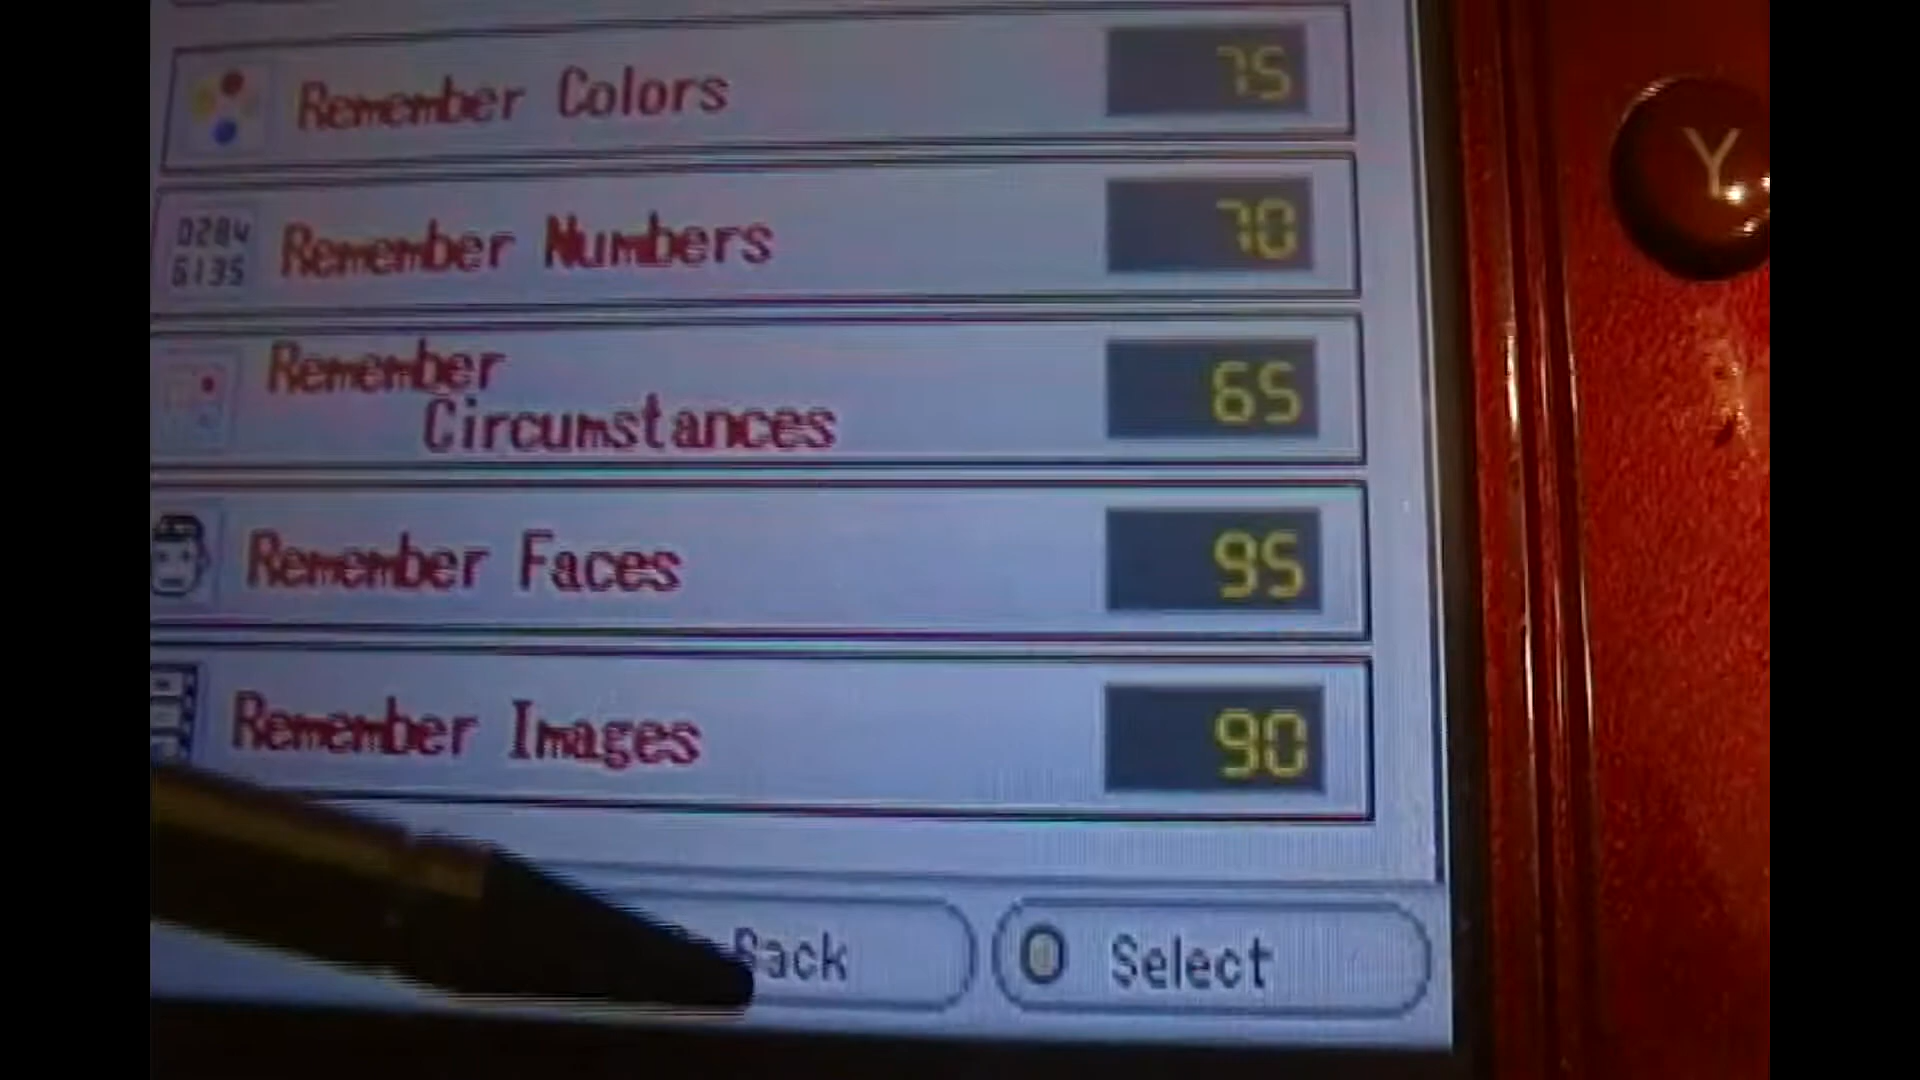 Remember Colors 75
0284
6135
Remember Numbers 70
Remember
Circumstances 65
Remember Faces 95
Remember Images 90
Back
Select
Y